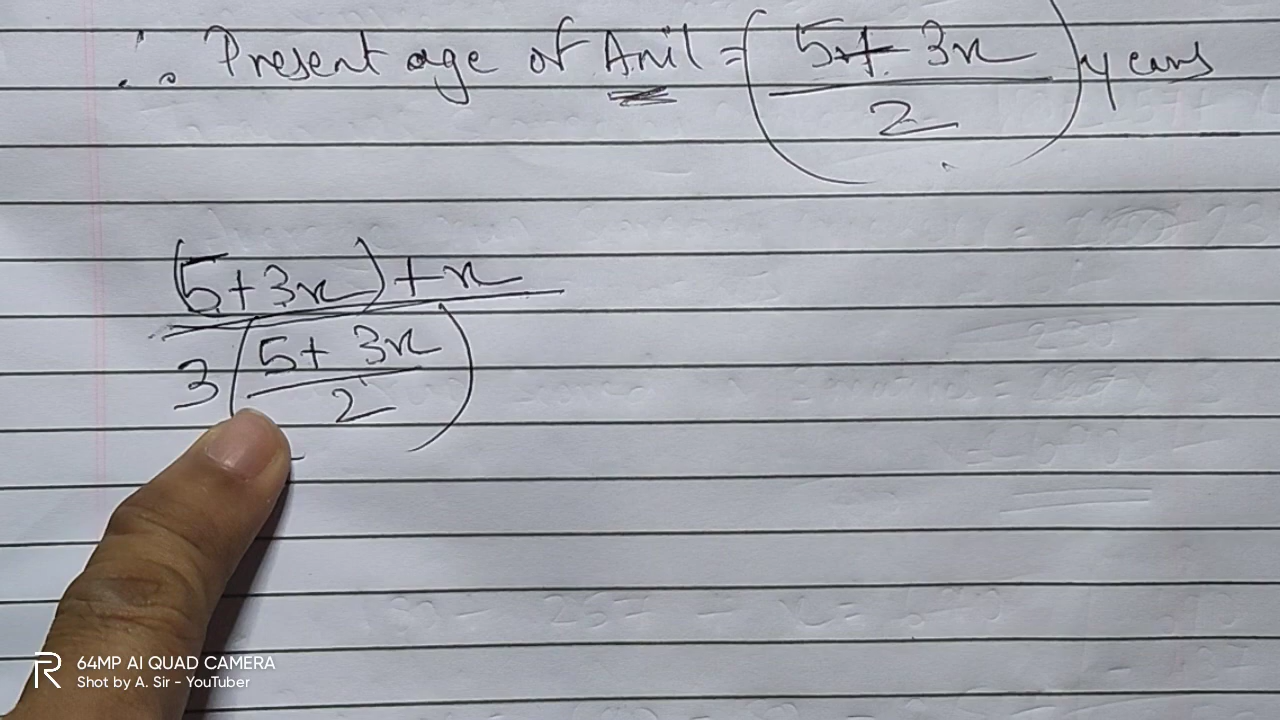 ∴ Present age of Anil = (5+3x / 2) years
(5+3x)+x
3(5+3x / 2)
64MP AI QUAD CAMERA
Shot by A. Sir - YouTuber